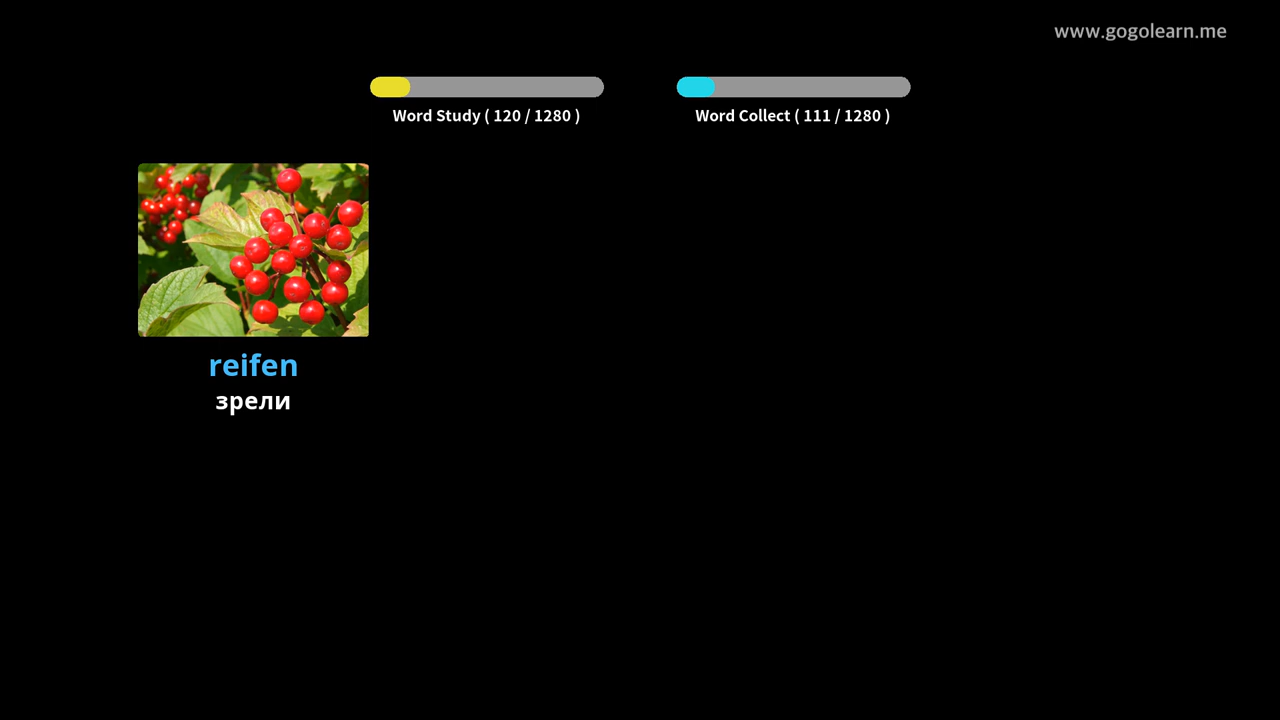 www.gogolearn.me
Word Study ( 120 / 1280 )
Word Collect ( 111 / 1280 )
reifen
зрели